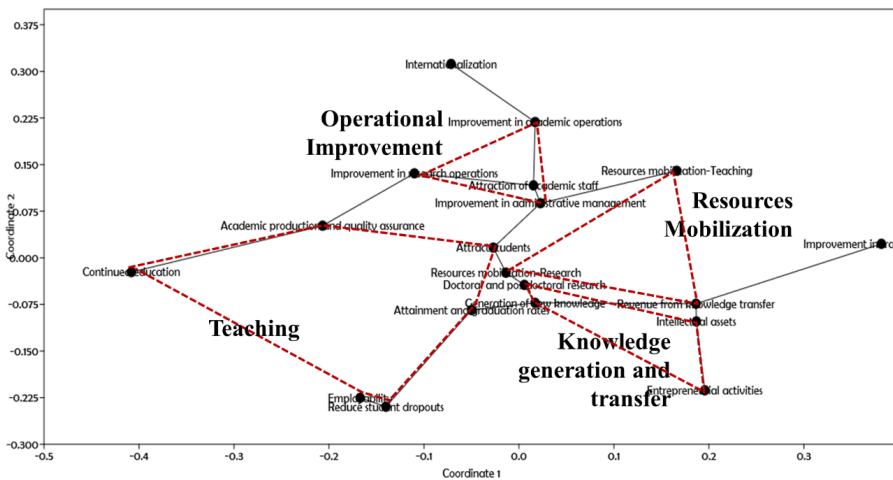 0.375
0.300
0.225
0.150
0.075
0.000
-0.075
-0.150
-0.225
-0.300
Coordinate 2
-0.5
-0.4
-0.3
-0.2
-0.1
0.0
0.1
0.2
0.3
Coordinate 1
Internationalization
Operational
Improvement
Improvement in academic operations
Improvement in research operations
Attraction of academic staff
Resources mobilization-Teaching
Improvement in administrative management
Resources
Mobilization
Academic production and quality assurance
Attract students
Improvement in
Continued education
Resources mobilization-Research
Doctoral and postdoctoral research
Generation of new knowledge
Revenue from knowledge transfer
Attainment and graduation rates
Intellectual assets
Teaching
Knowledge
generation and
transfer
Employability
Reduce student dropouts
Entrepreneurial activities